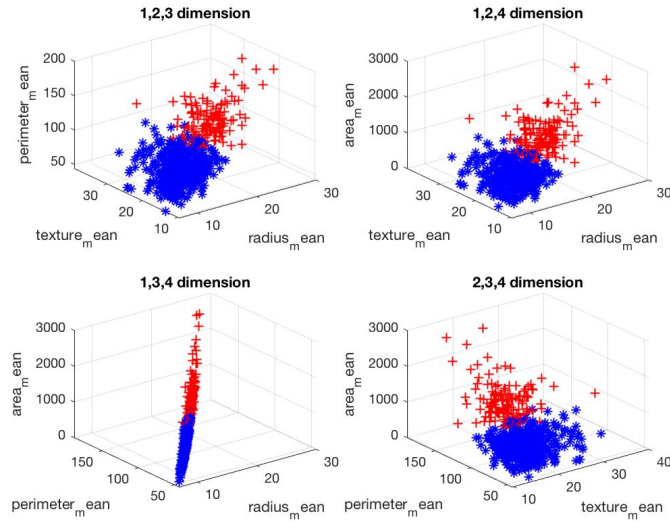 1,2,3 dimension
200
150
100
50
perimeter_mean
30
20
10
texture_mean
10
20
30
radius_mean
1,2,4 dimension
3000
2000
1000
0
area_mean
30
20
10
texture_mean
10
20
30
radius_mean
1,3,4 dimension
3000
2000
1000
0
area_mean
150
100
50
perimeter_mean
10
20
30
radius_mean
2,3,4 dimension
3000
2000
1000
0
area_mean
150
100
50
perimeter_mean
10
20
30
40
texture_mean